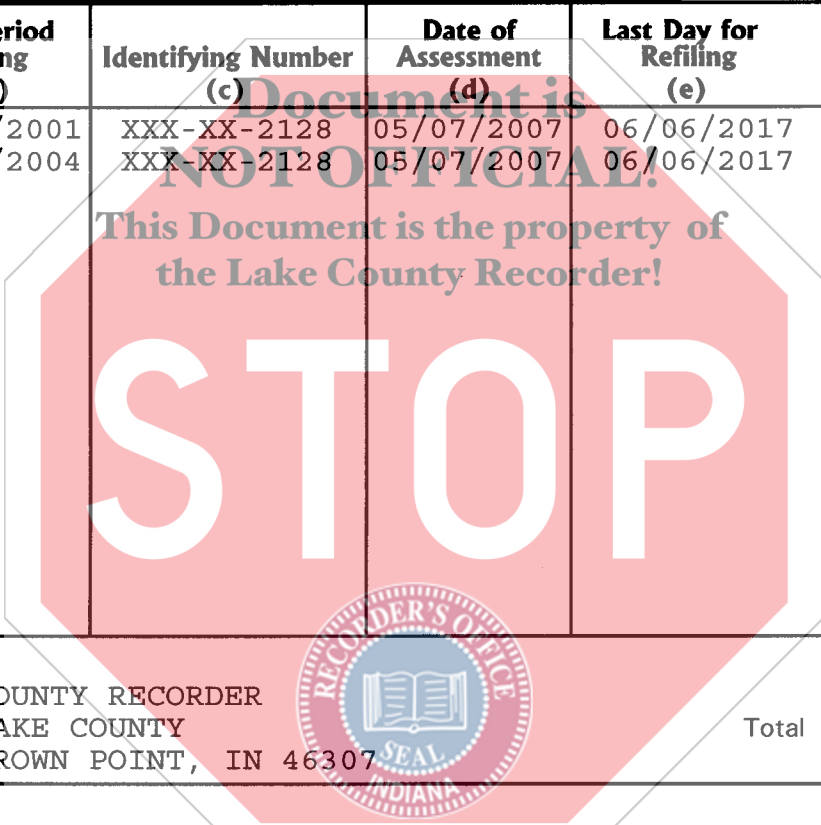 eriod
ng
)
Identifying Number
(c)
Date of
Assessment
(d)
Last Day for
Refiling
(e)
/2001 XXX-XX-2128 05/07/2007 06/06/2017
/2004 XXX-XX-2128 05/07/2007 06/06/2017
Document is
NOT OFFICIAL!
This Document is the property of
the Lake County Recorder!
STOP
RECORDER'S OFFICE
SEAL
INDIANA
OUNTY RECORDER
AKE COUNTY
ROWN POINT, IN 46307
Total